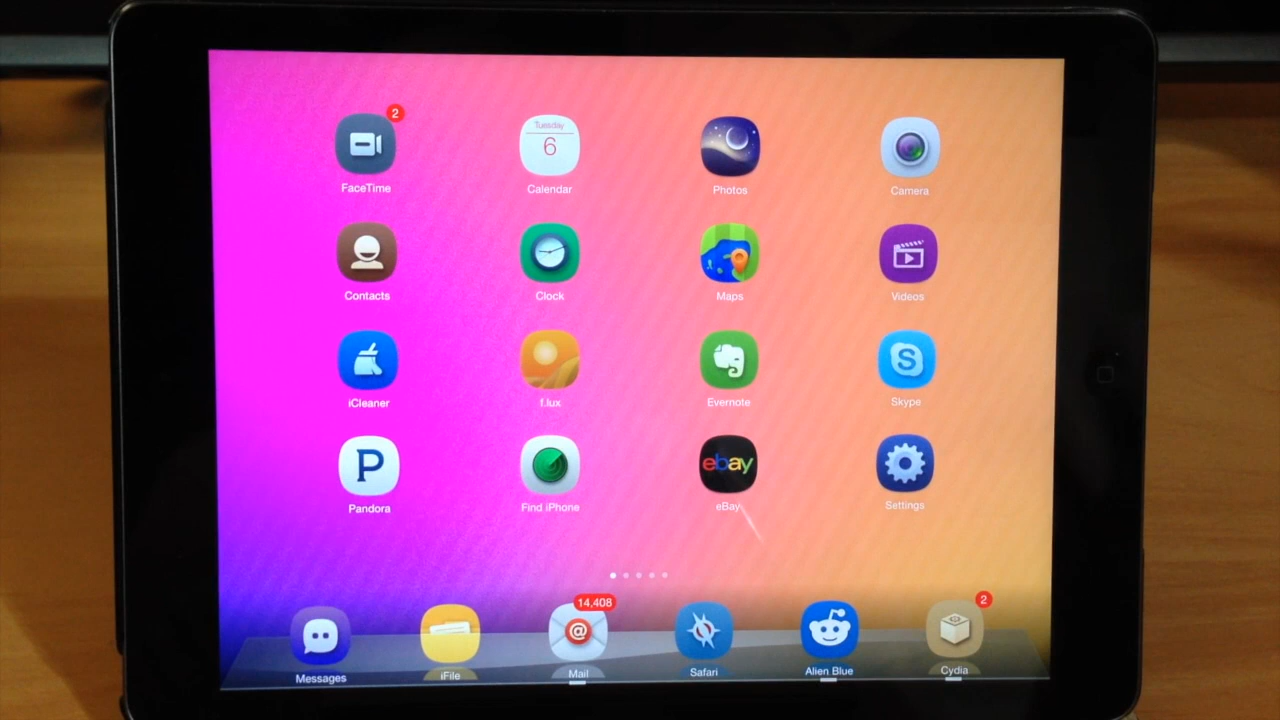 2
Tuesday
6
FaceTime
Calendar
Photos
Camera
Contacts
Clock
Maps
Videos
iCleaner
f.lux
Evernote
Skype
P
ebay
Pandora
Find iPhone
eBay
Settings
14,408
2
@
Messages
iFile
Mail
Safari
Alien Blue
Cydia